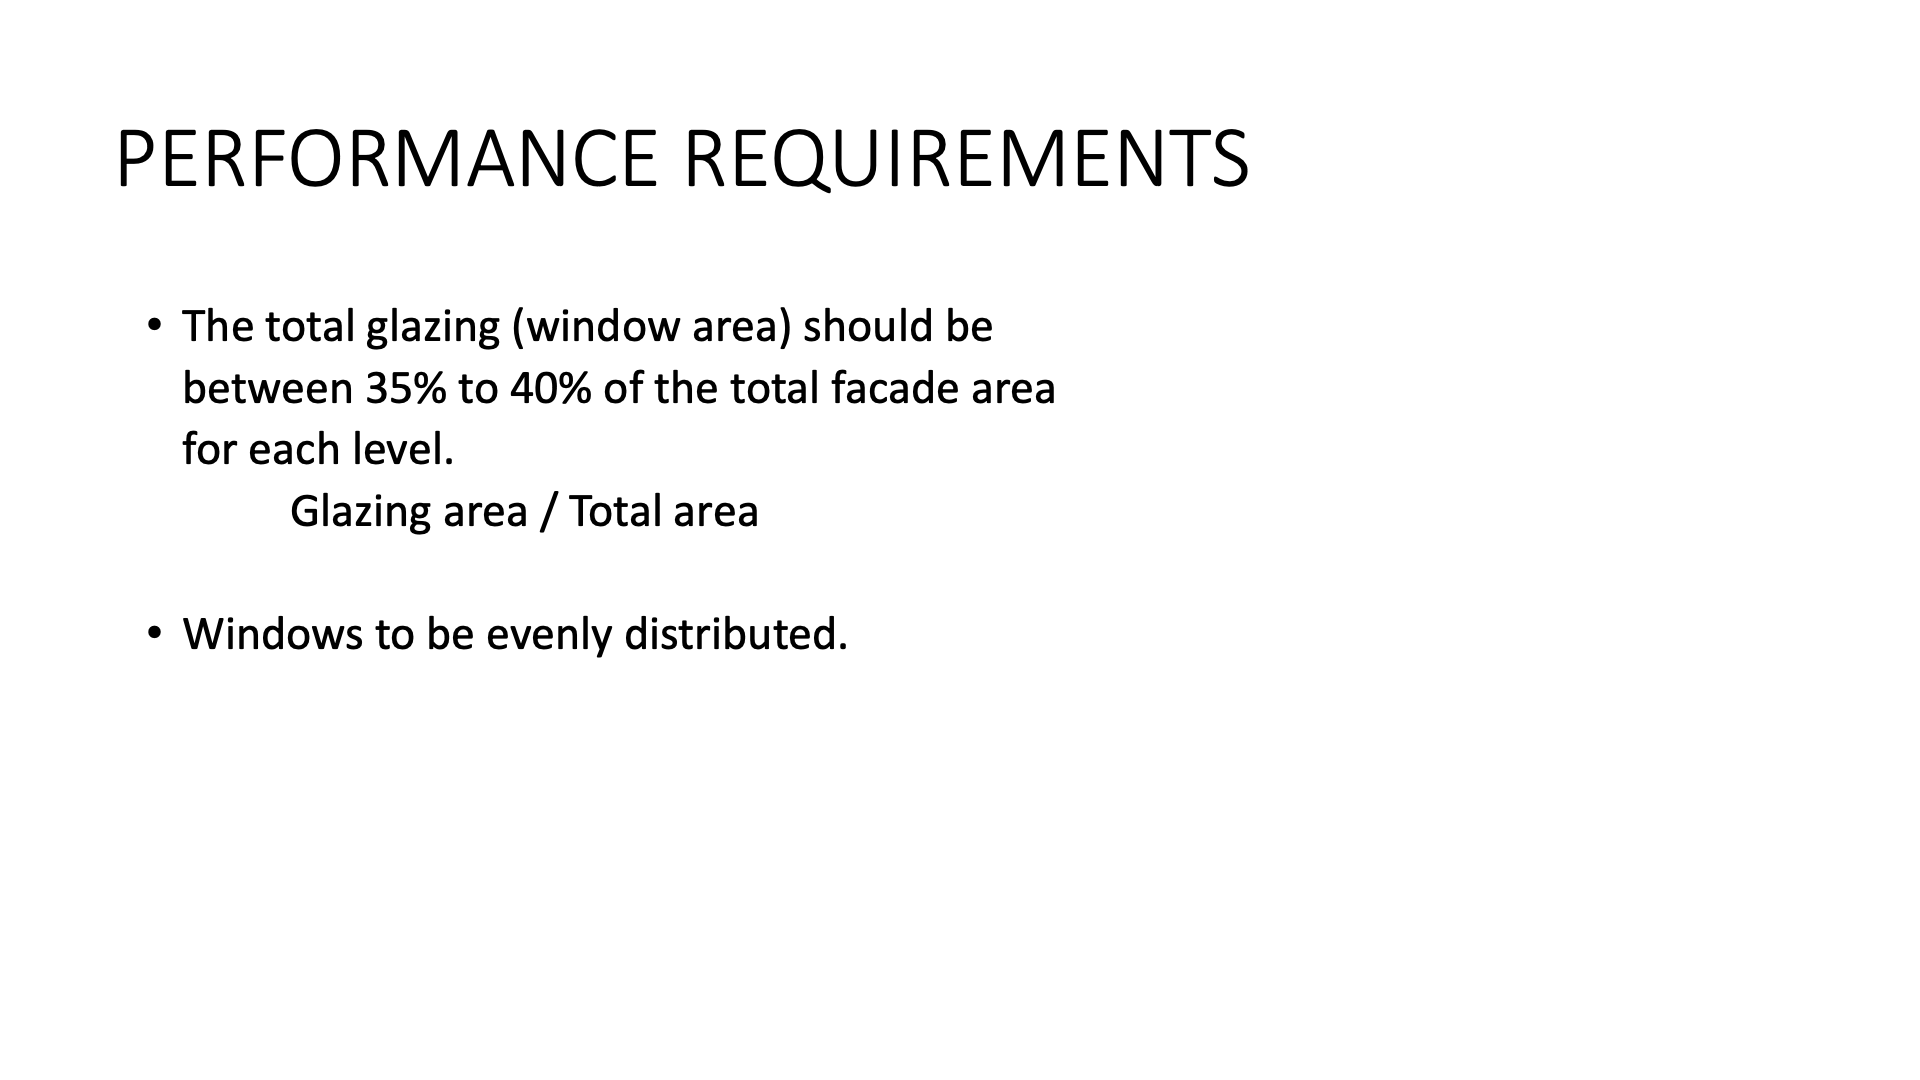 PERFORMANCE REQUIREMENTS
• The total glazing (window area) should be
between 35% to 40% of the total facade area
for each level.
Glazing area / Total area
• Windows to be evenly distributed.